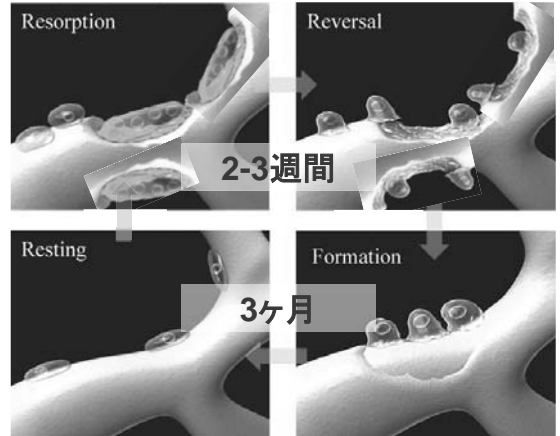 Resorption
Reversal
2-3週間
Resting
Formation
3ヶ月